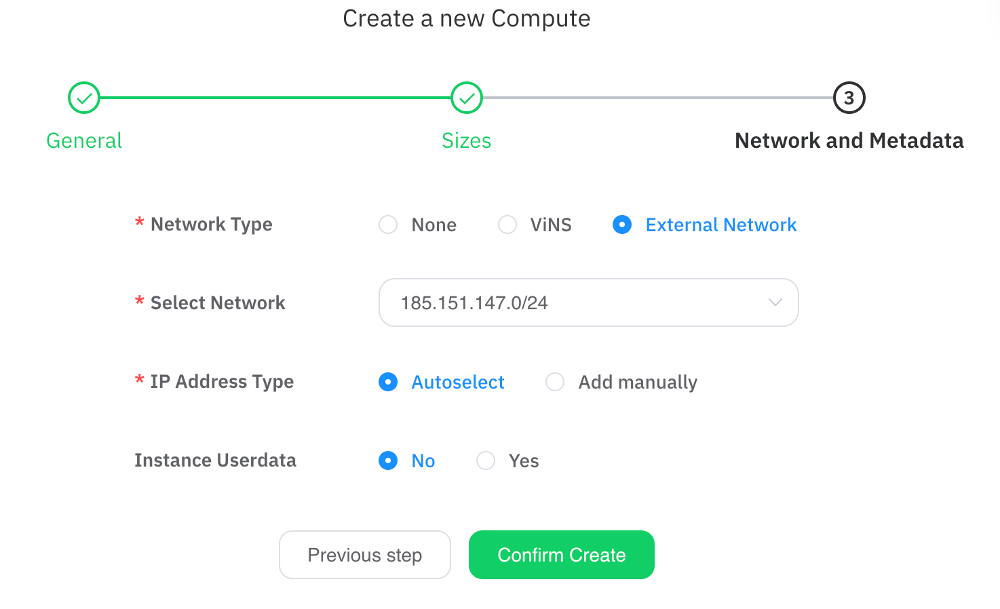 Create a new Compute
3
General Sizes Network and Metadata
* Network Type None ViNS External Network
* Select Network 185.151.147.0/24
* IP Address Type Autoselect Add manually
Instance Userdata No Yes
Previous step Confirm Create